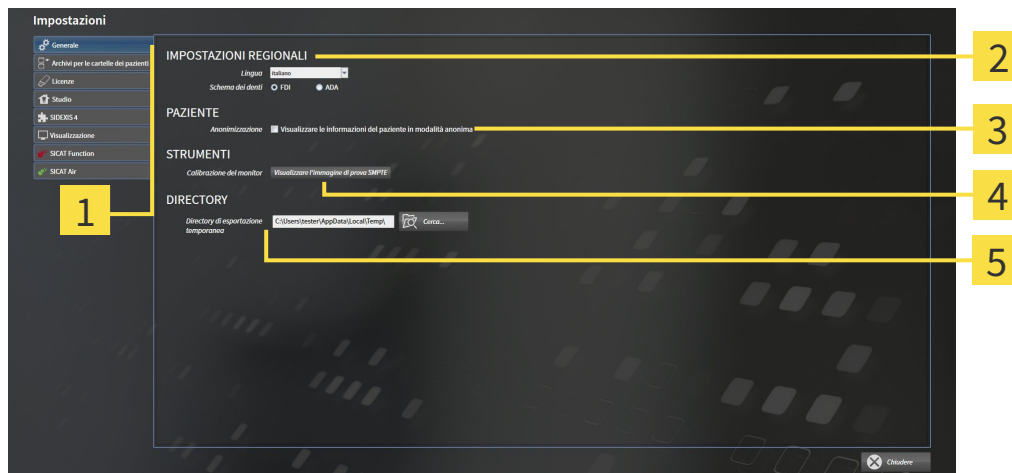 Impostazioni
Generale
Archivi per le cartelle dei pazienti
Licenze
Studio
SIDEXIS 4
Visualizzazione
SICAT Function
SICAT Air
1
IMPOSTAZIONI REGIONALI
2
Lingua
Italiano
Schema dei denti
FDI
ADA
PAZIENTE
Anonimizzazione
Visualizzare le informazioni del paziente in modalità anonima
3
STRUMENTI
Calibrazione del monitor
Visualizzare l'immagine di prova SMPTE
4
DIRECTORY
Directory di esportazione
temporanea
C:\Users\tester\AppData\Local\Temp\
Cerca...
5
Chiudere